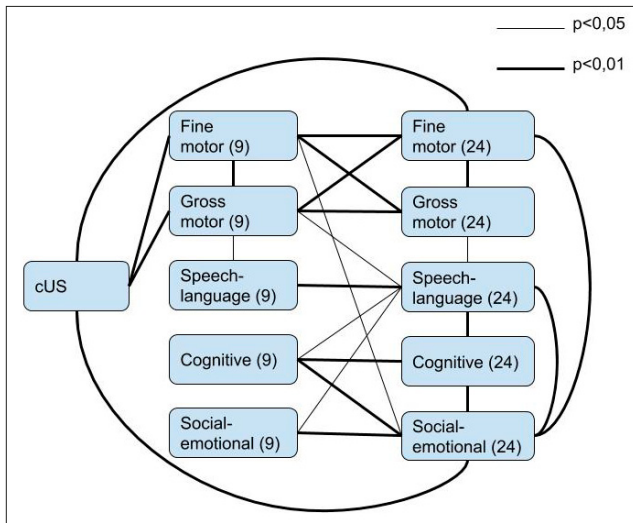 p<0,05
p<0,01
Fine
motor (9)
Fine
motor (24)
Gross
motor (9)
Gross
motor (24)
cUS
Speech-
language (9)
Speech-
language (24)
Cognitive (9)
Cognitive (24)
Social-
emotional (9)
Social-
emotional (24)